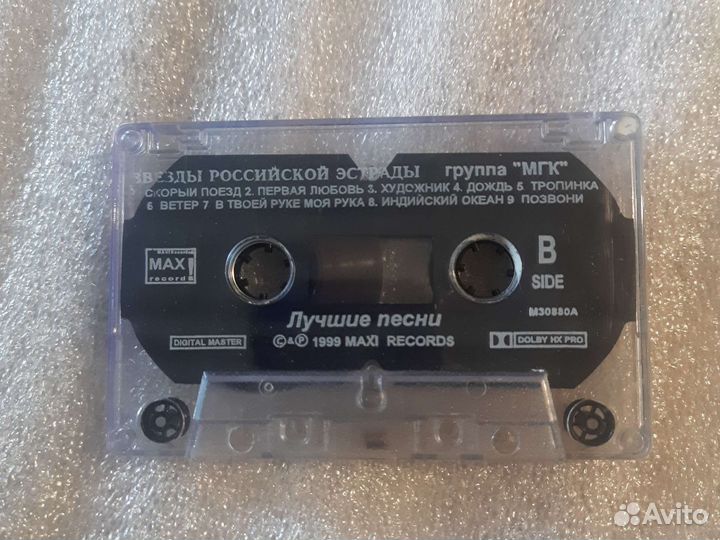 ЗВЕЗДЫ РОССИЙСКОЙ ЭСТРАДЫ группа "МГК"
СКОРЫЙ ПОЕЗД 2. ПЕРВАЯ ЛЮБОВЬ 3. ХУДОЖНИК 4. ДОЖДЬ 5 ТРОПИНКА
6 ВЕТЕР 7 В ТВОЕЙ РУКЕ МОЯ РУКА 8. ИНДИЙСКИЙ ОКЕАН 9 ПОЗВОНИ
MAXI
record
B
SIDE
M30880A
Лучшие песни
DIGITAL MASTER
©&℗ 1999 MAXI RECORDS
DOLBY HX PRO
Avito